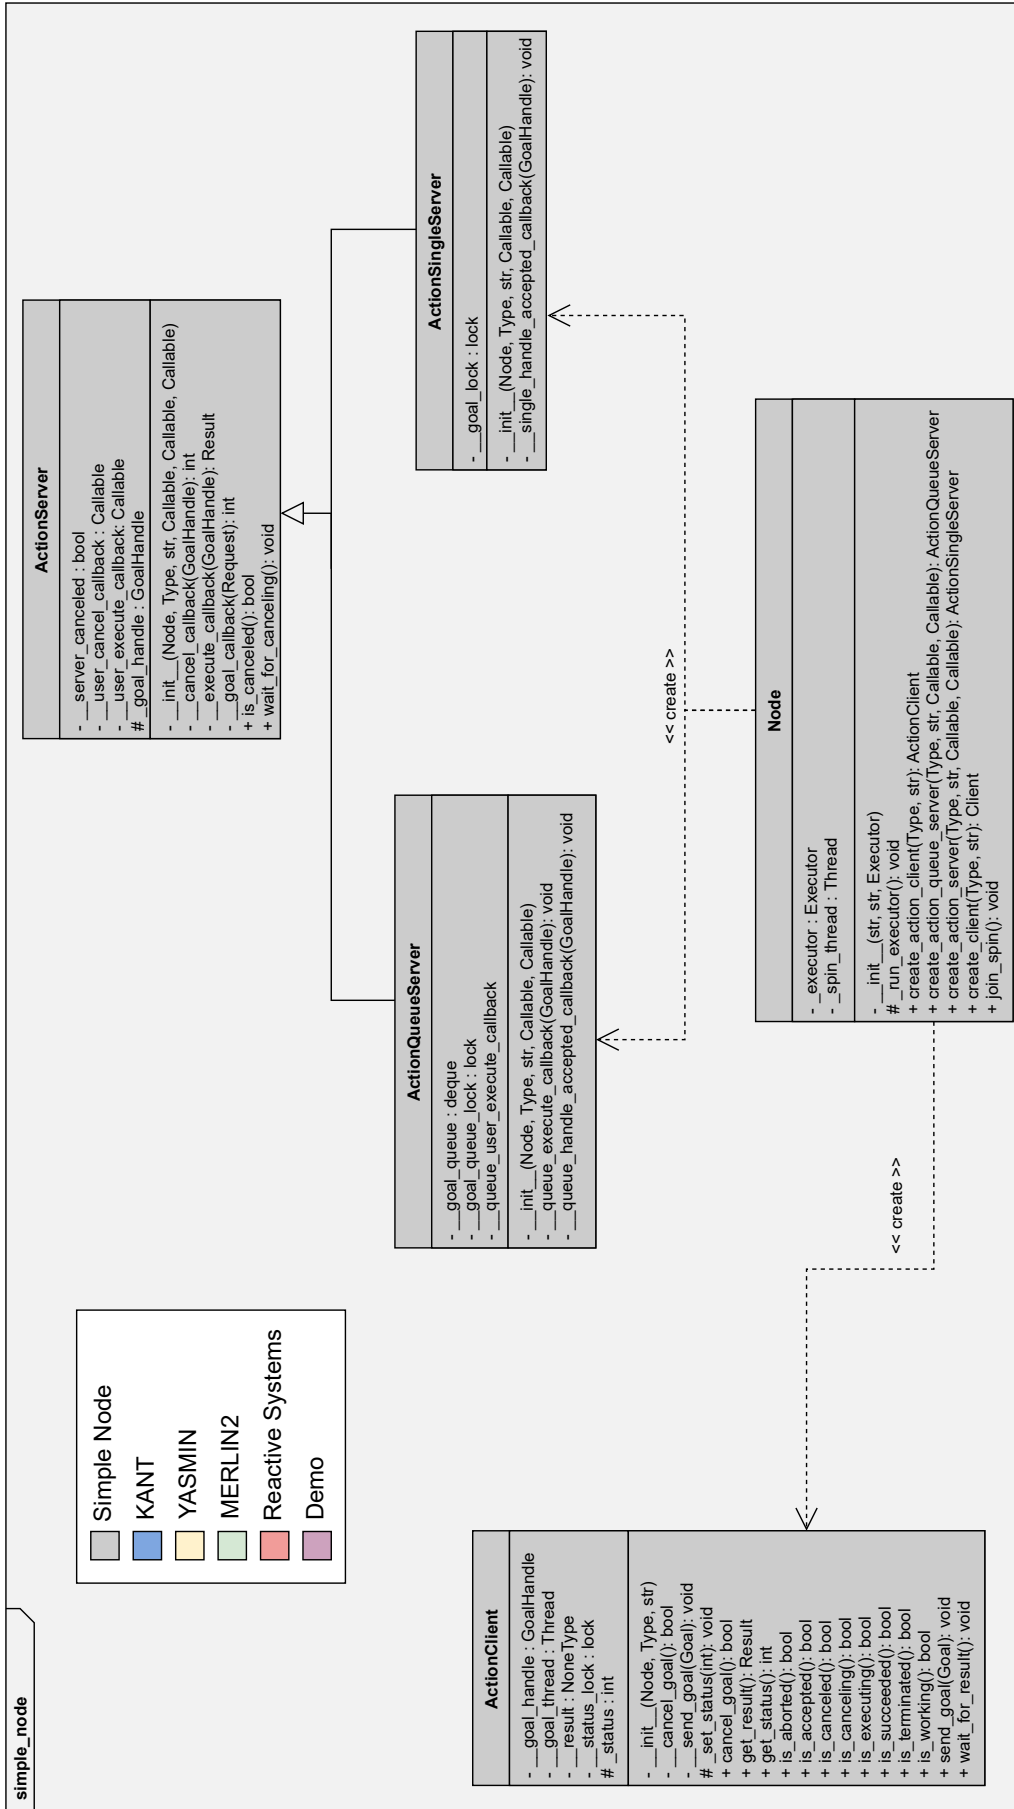 simple_node
Simple Node
KANT
YASMIN
MERLIN2
Reactive Systems
Demo
ActionServer
- __server_canceled : bool
- __user_cancel_callback : Callable
- __user_execute_callback: Callable
# _goal_handle : GoalHandle
- __init__(Node, Type, str, Callable, Callable, Callable)
- __cancel_callback(GoalHandle): int
- __execute_callback(GoalHandle): Result
- __goal_callback(Request): int
+ is_canceled(): bool
+ wait_for_canceling(): void
ActionQueueServer
- __goal_queue : deque
- __goal_queue_lock : lock
- __queue_user_execute_callback
- __init__(Node, Type, str, Callable, Callable)
- __queue_execute_callback(GoalHandle): void
- __queue_handle_accepted_callback(GoalHandle): void
ActionSingleServer
- __goal_lock : lock
- __init__(Node, Type, str, Callable, Callable)
- __single_handle_accepted_callback(GoalHandle): void
<< create >>
ActionClient
- __goal_handle : GoalHandle
- __goal_thread : Thread
- __result : NoneType
- __status_lock : lock
# _status : int
- __init__(Node, Type, str)
- __cancel_goal(): bool
- __send_goal(Goal): void
# _set_status(int): void
+ cancel_goal(): bool
+ get_result(): Result
+ get_status(): int
+ is_aborted(): bool
+ is_accepted(): bool
+ is_canceled(): bool
+ is_canceling(): bool
+ is_executing(): bool
+ is_succeeded(): bool
+ is_terminated(): bool
+ is_working(): bool
+ send_goal(Goal): void
+ wait_for_result(): void
<< create >>
Node
- _executor : Executor
- _spin_thread : Thread
- __init__(str, str, Executor)
# _run_executor(): void
+ create_action_client(Type, str): ActionClient
+ create_action_queue_server(Type, str, Callable, Callable): ActionQueueServer
+ create_action_server(Type, str, Callable, Callable): ActionSingleServer
+ create_client(Type, str): Client
+ join_spin(): void